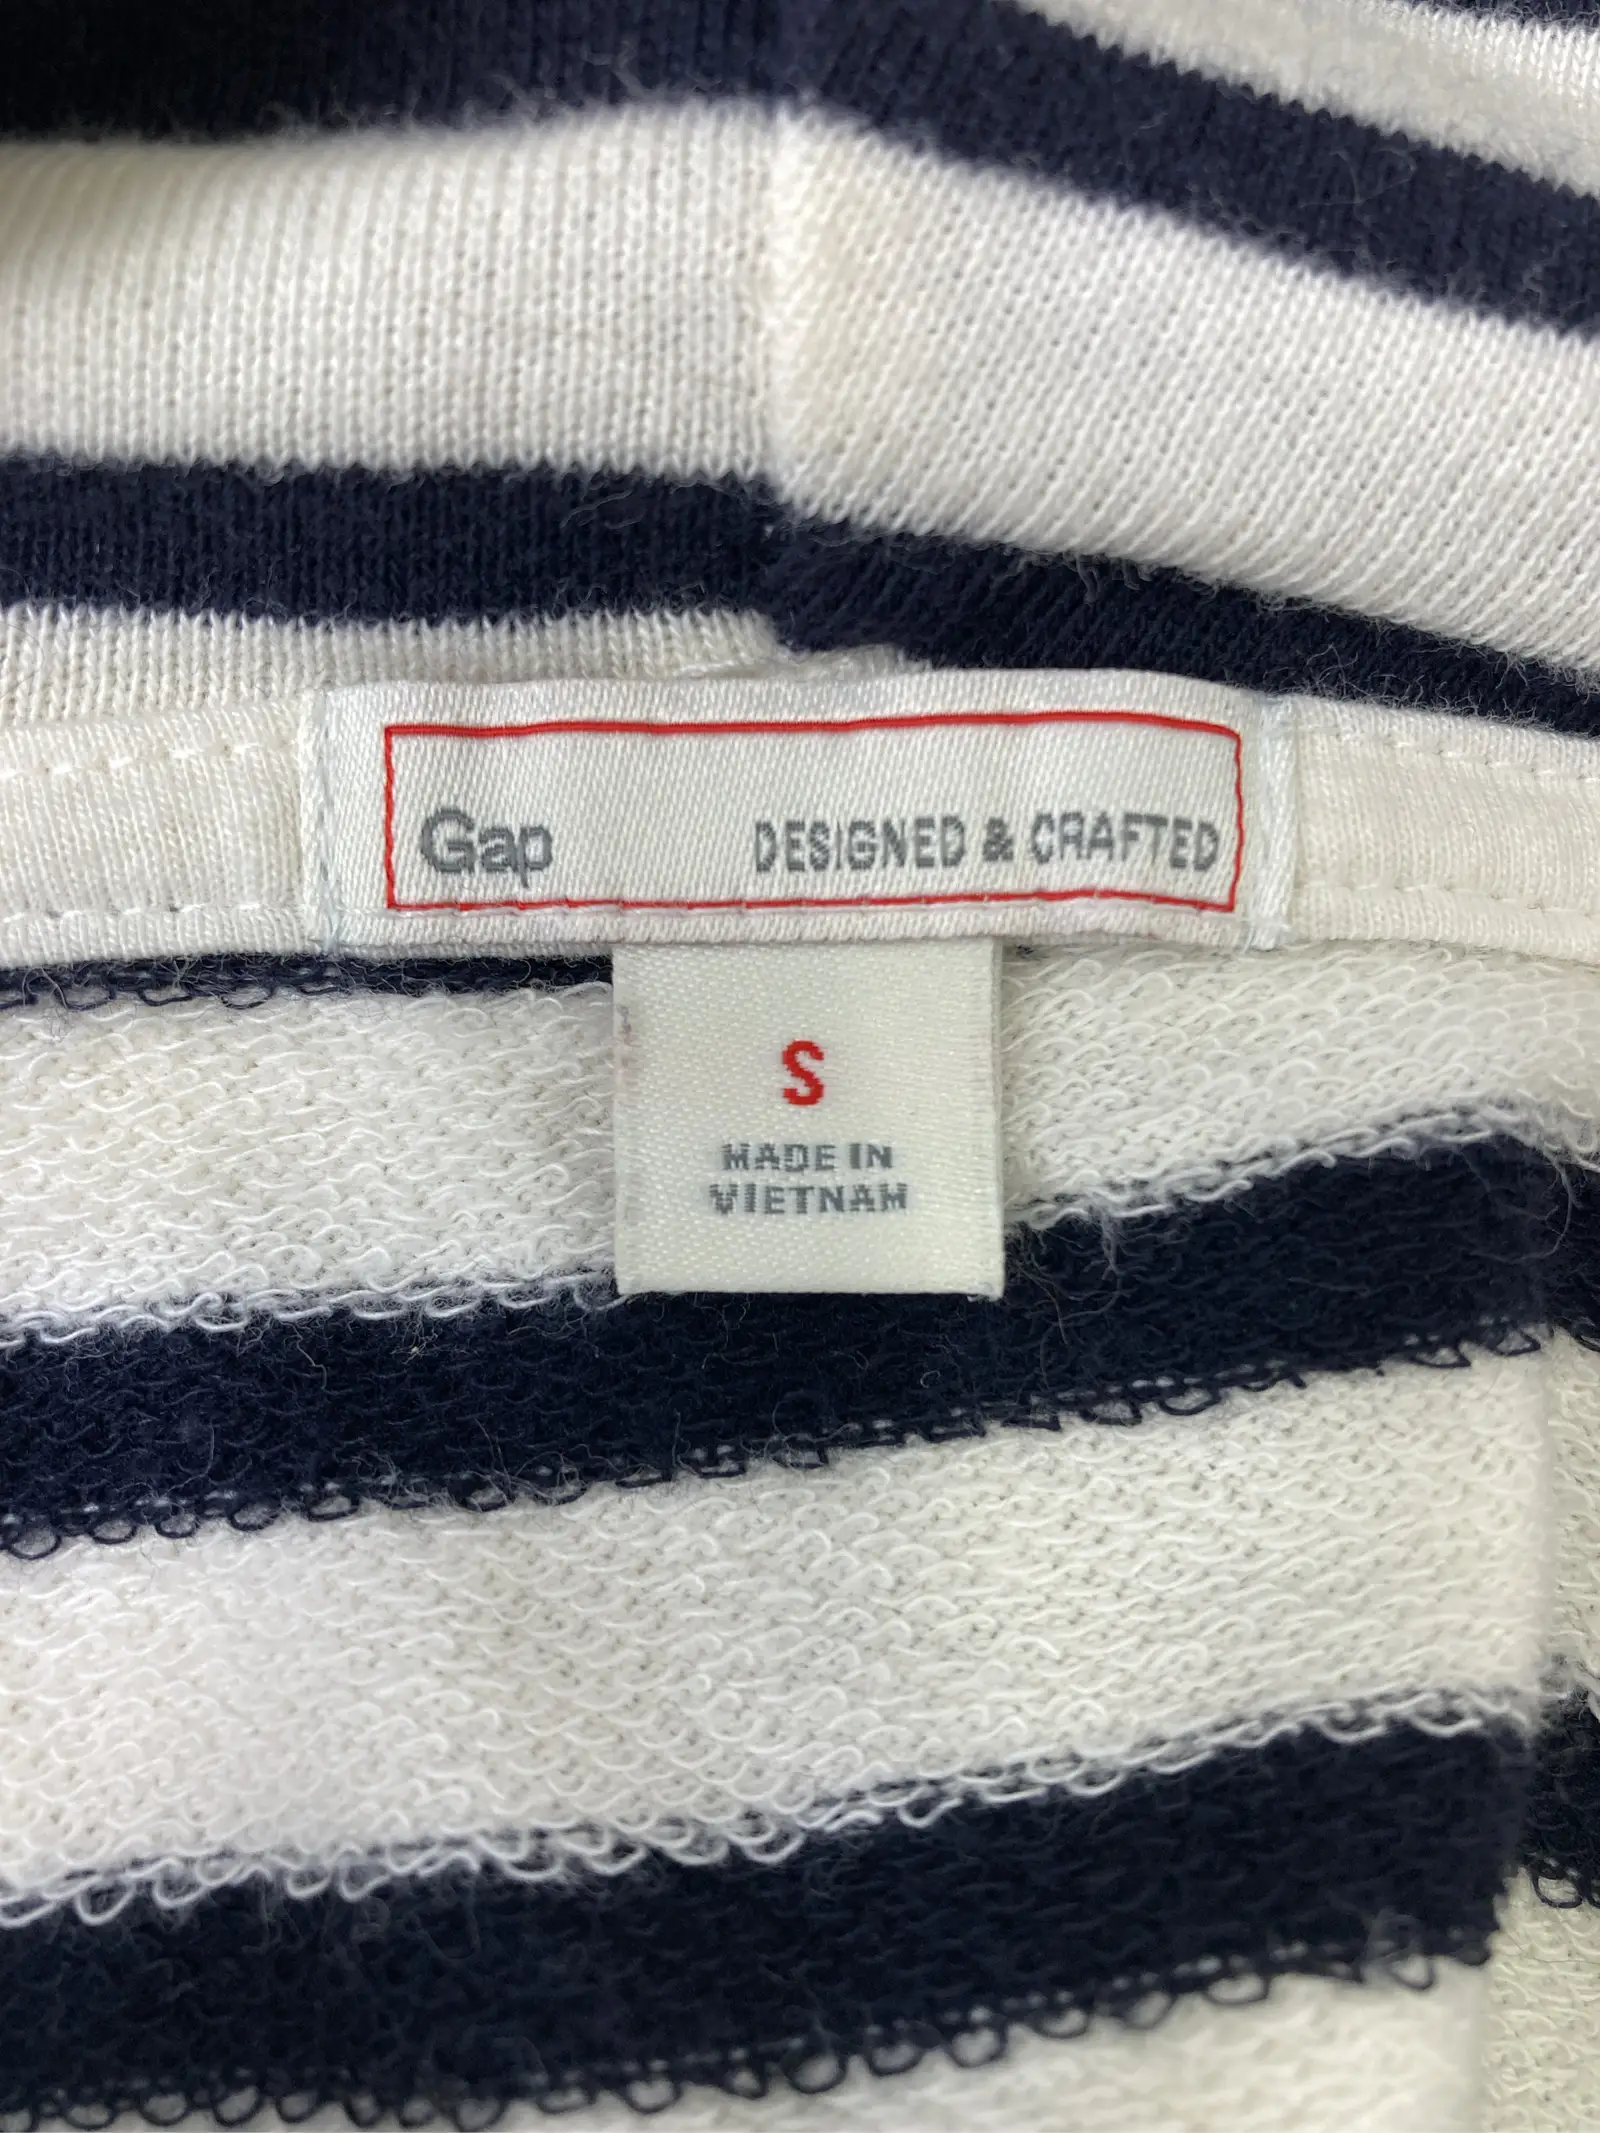 Gap DESIGNED & CRAFTED
S
MADE IN
VIETNAM